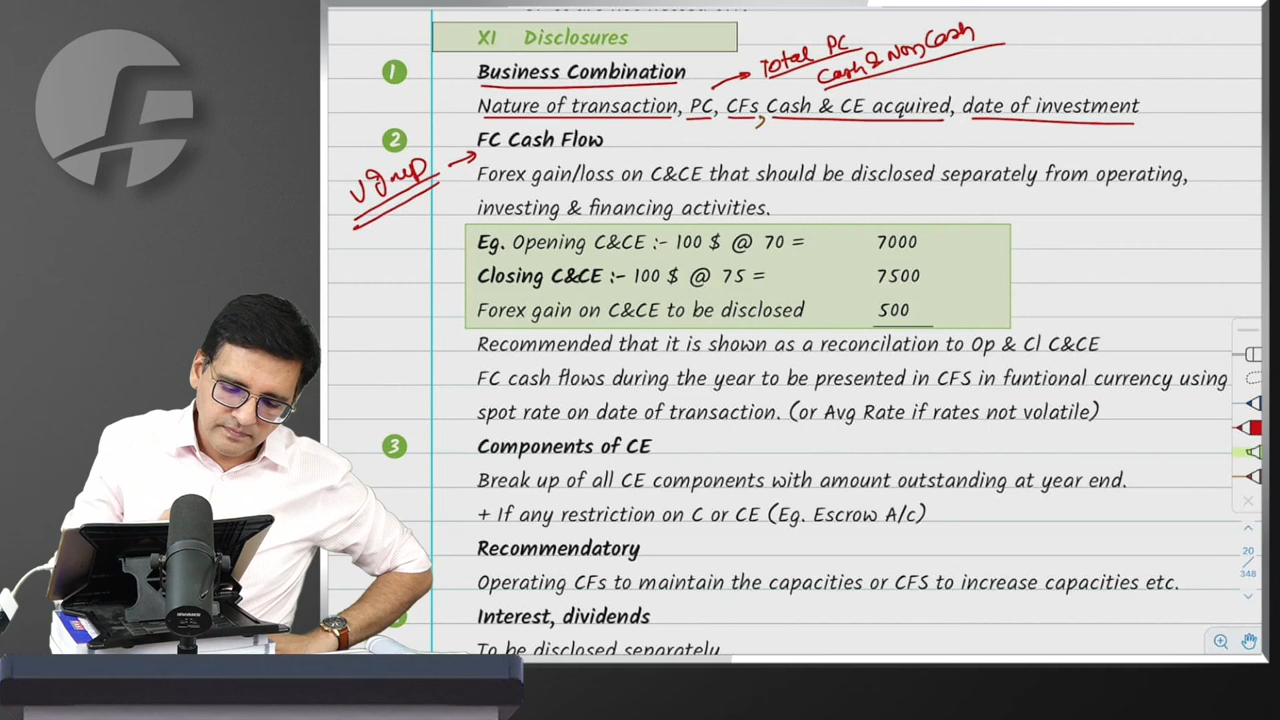 XI Disclosures
Total PC
Cash & Non Cash
1 Business Combination
Nature of transaction, PC, CFs, Cash & CE acquired, date of investment
2 FC Cash Flow
V Imp
Forex gain/loss on C&CE that should be disclosed separately from operating,
investing & financing activities.
Eg. Opening C&CE :- 100 $ @ 70 = 7000
Closing C&CE :- 100 $ @ 75 = 7500
Forex gain on C&CE to be disclosed 500
Recommended that it is shown as a reconcilation to Op & Cl C&CE
FC cash flows during the year to be presented in CFS in funtional currency using
spot rate on date of transaction. (or Avg Rate if rates not volatile)
3 Components of CE
Break up of all CE components with amount outstanding at year end.
+ If any restriction on C or CE (Eg. Escrow A/c)
Recommendatory
Operating CFs to maintain the capacities or CFS to increase capacities etc.
Interest, dividends
To be disclosed separately
20
348